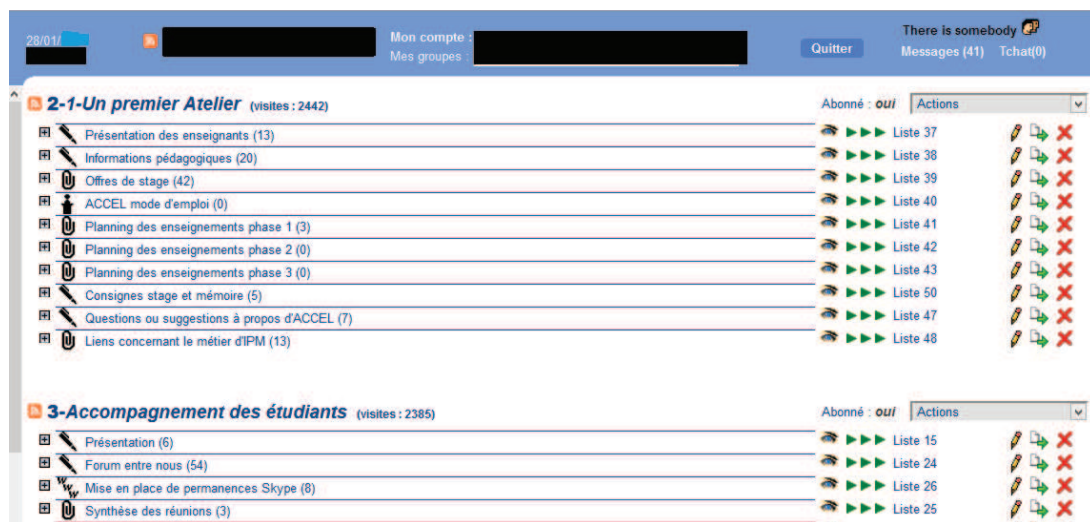 28/01/
Mon compte :
Mes groupes :
Quitter
There is somebody
Messages (41) Tchat(0)
2-1-Un premier Atelier (visites : 2442) Abonné : oui Actions
Présentation des enseignants (13) Liste 37
Informations pédagogiques (20) Liste 38
Offres de stage (42) Liste 39
ACCEL mode d'emploi (0) Liste 40
Planning des enseignements phase 1 (3) Liste 41
Planning des enseignements phase 2 (0) Liste 42
Planning des enseignements phase 3 (0) Liste 43
Consignes stage et mémoire (5) Liste 50
Questions ou suggestions à propos d'ACCEL (7) Liste 47
Liens concernant le métier d'IPM (13) Liste 48
3-Accompagnement des étudiants (visites : 2385) Abonné : oui Actions
Présentation (6) Liste 15
Forum entre nous (54) Liste 24
Www Mise en place de permanences Skype (8) Liste 26
Synthèse des réunions (3) Liste 25